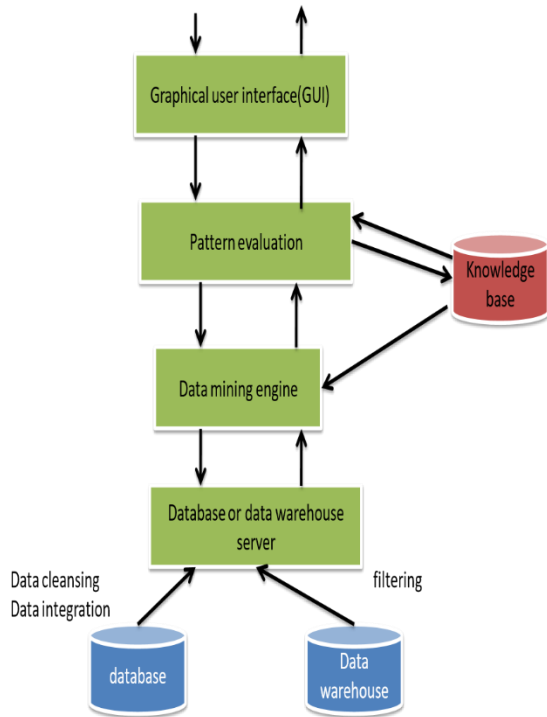 Graphical user interface(GUI)
Pattern evaluation
Knowledge
base
Data mining engine
Database or data warehouse
server
Data cleansing
Data integration
filtering
database
Data
warehouse